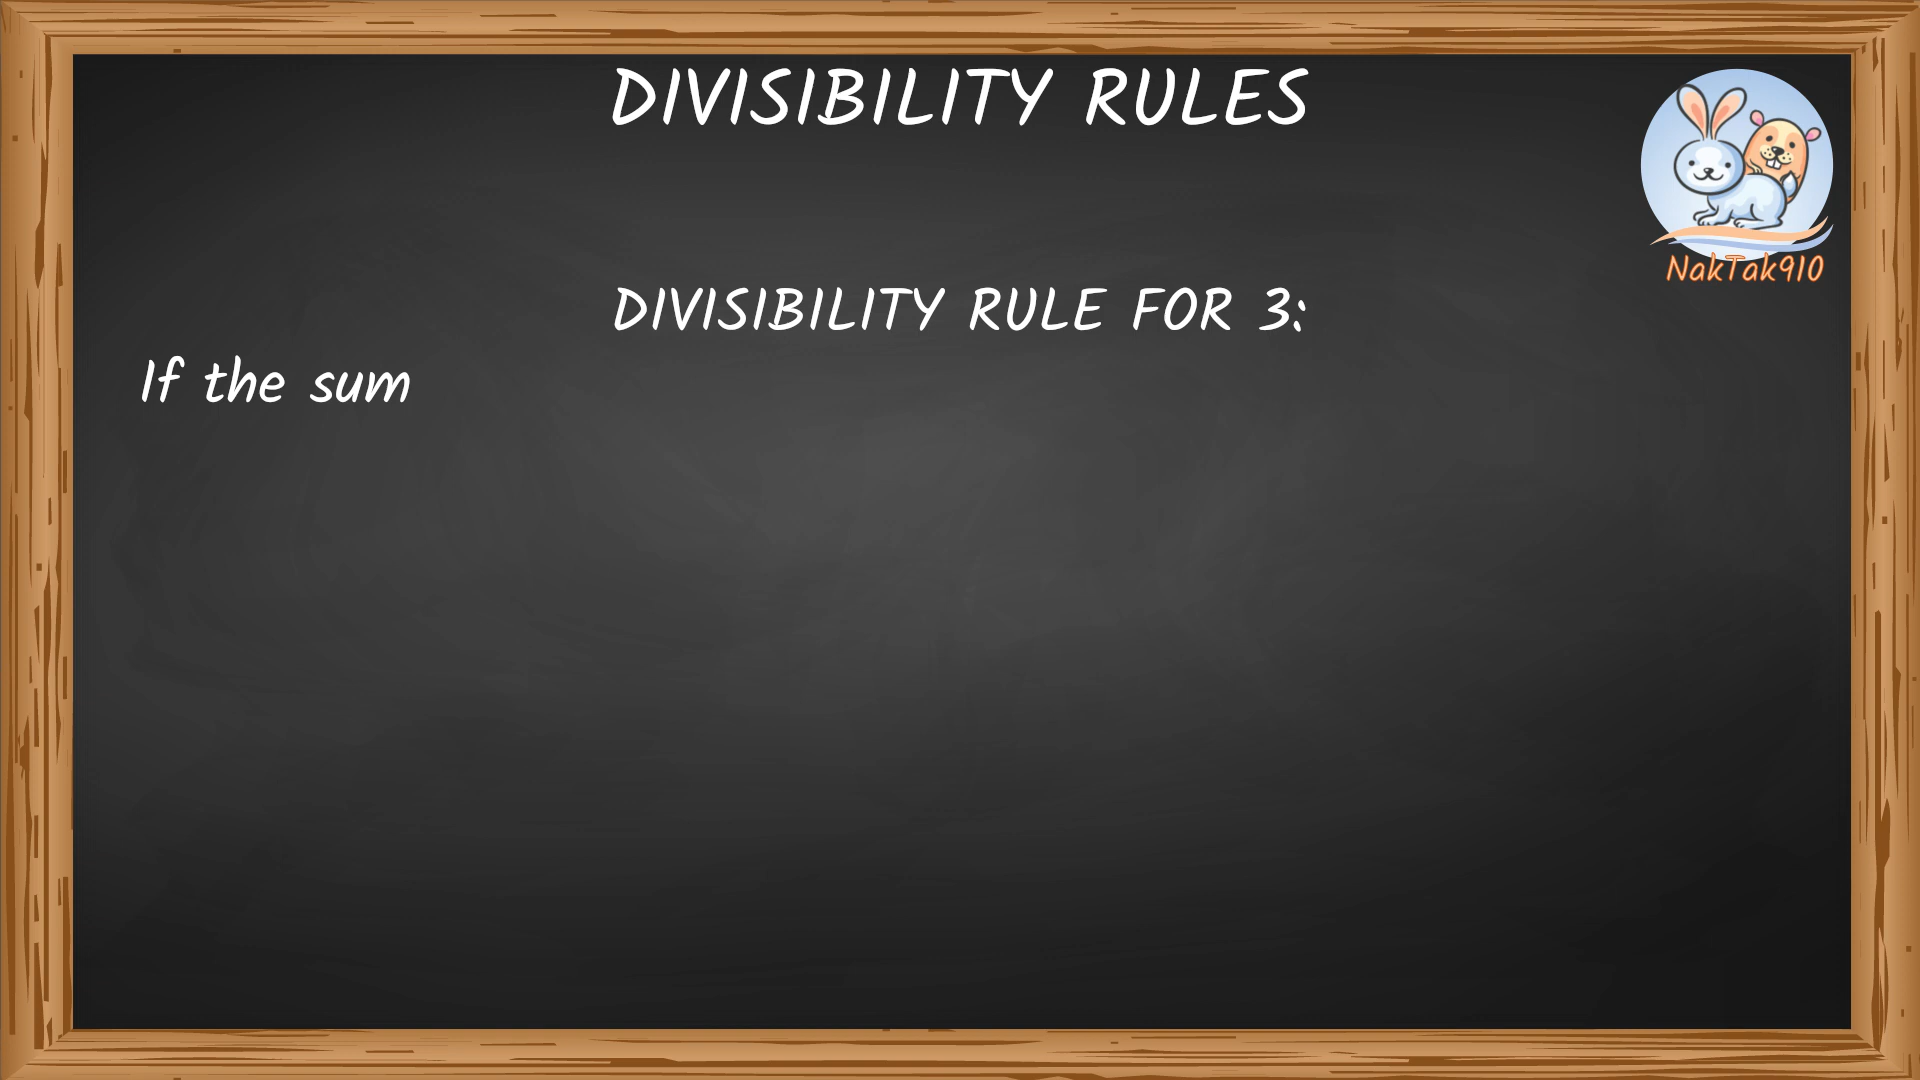 DIVISIBILITY RULES
NakTak910
DIVISIBILITY RULE FOR 3:
If the sum